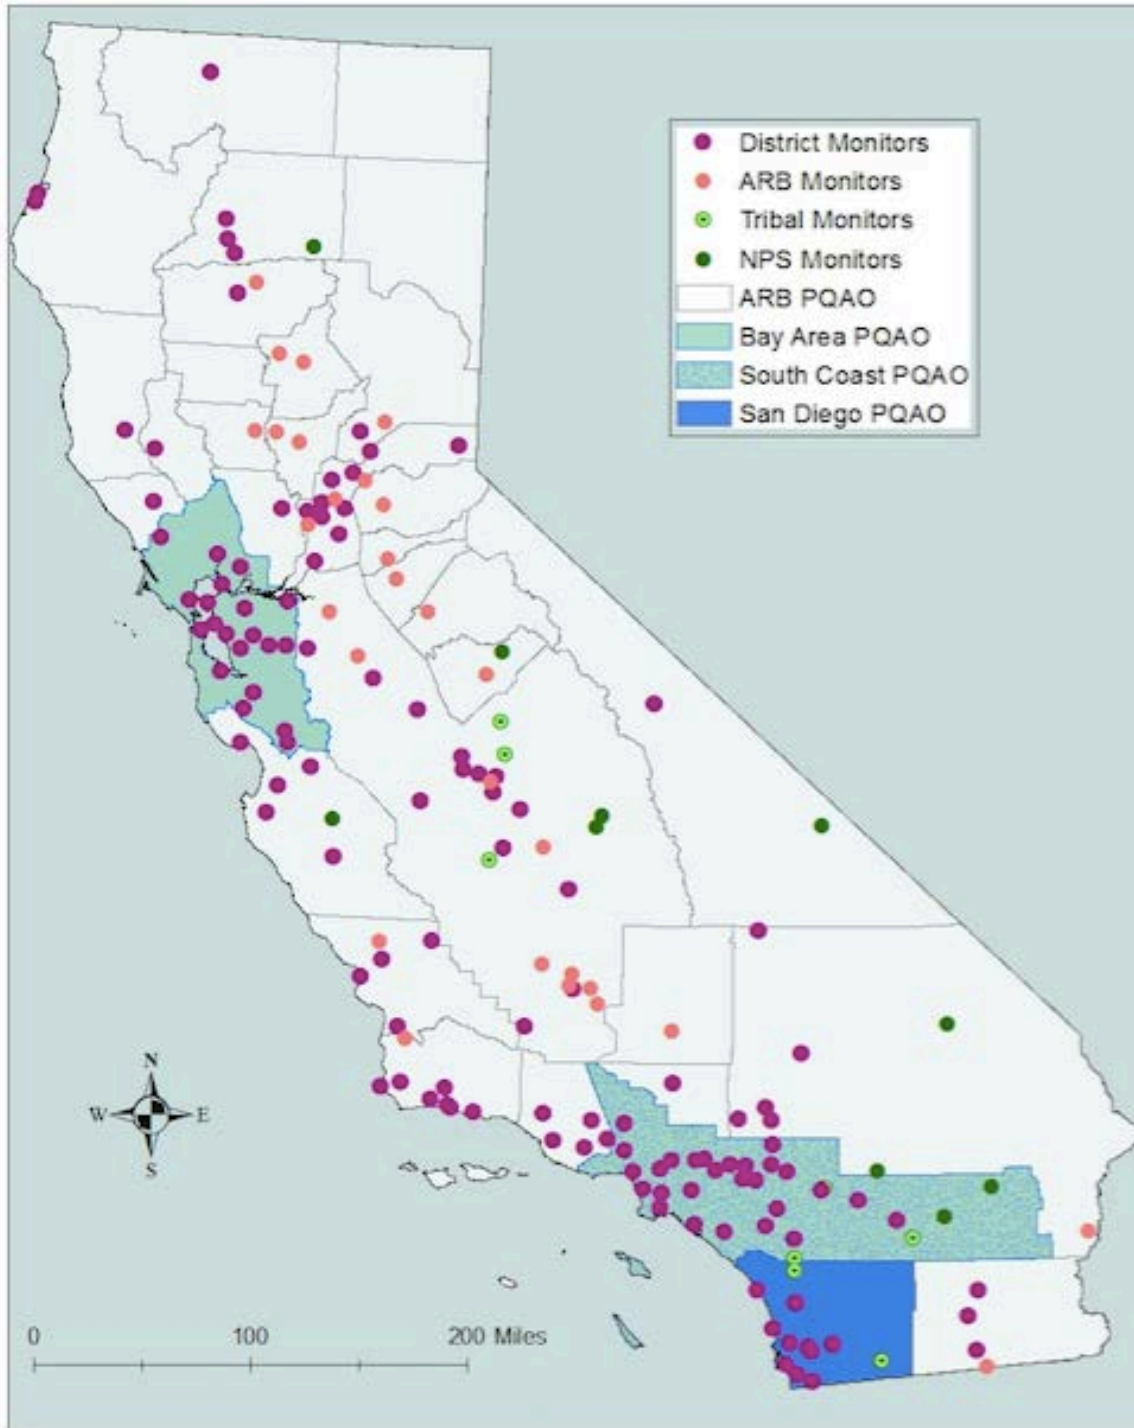 District Monitors
ARB Monitors
Tribal Monitors
NPS Monitors
ARB PQAO
Bay Area PQAO
South Coast PQAO
San Diego PQAO
N
W E
S
0 100 200 Miles